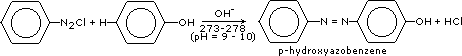 N₂Cl + H OH OH⁻ N = N OH + HCl
273-278
(pH = 9 - 10)
p-hydroxyazobenzene